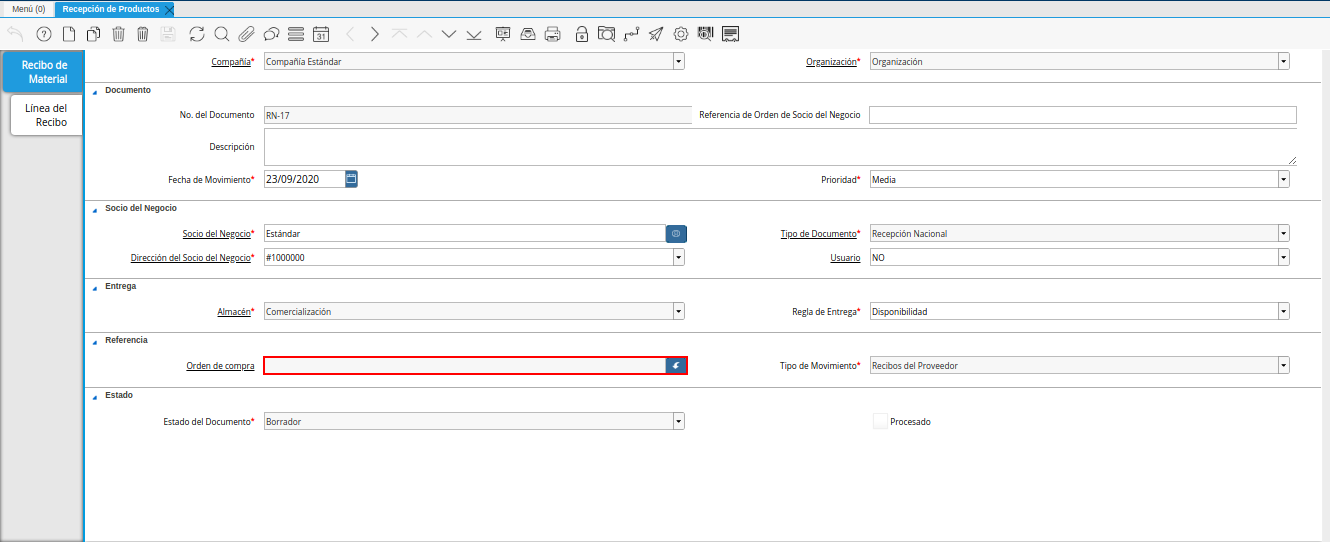 Menú (0) Recepción de Productos
31
Recibo de
Material
Línea del
Recibo
Compañía* Compañía Estándar Organización* Organización
Documento
No. del Documento RN-17 Referencia de Orden de Socio del Negocio
Descripción
Fecha de Movimiento* 23/09/2020 Prioridad* Media
Socio del Negocio
Socio del Negocio* Estándar Tipo de Documento* Recepción Nacional
Dirección del Socio del Negocio* #1000000 Usuario NO
Entrega
Almacén* Comercialización Regla de Entrega* Disponibilidad
Referencia
Orden de compra Tipo de Movimiento* Recibos del Proveedor
Estado
Estado del Documento* Borrador Procesado